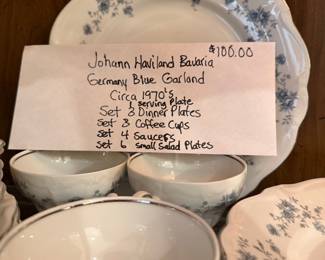 $100.00
Johann Haviland Bavaria
Germany Blue Garland
Circa 1970's
1 serving plate
Set 3 Dinner Plates
Set 3 Coffee Cups
Set 4 Saucers
Set 6 Small Salad Plates